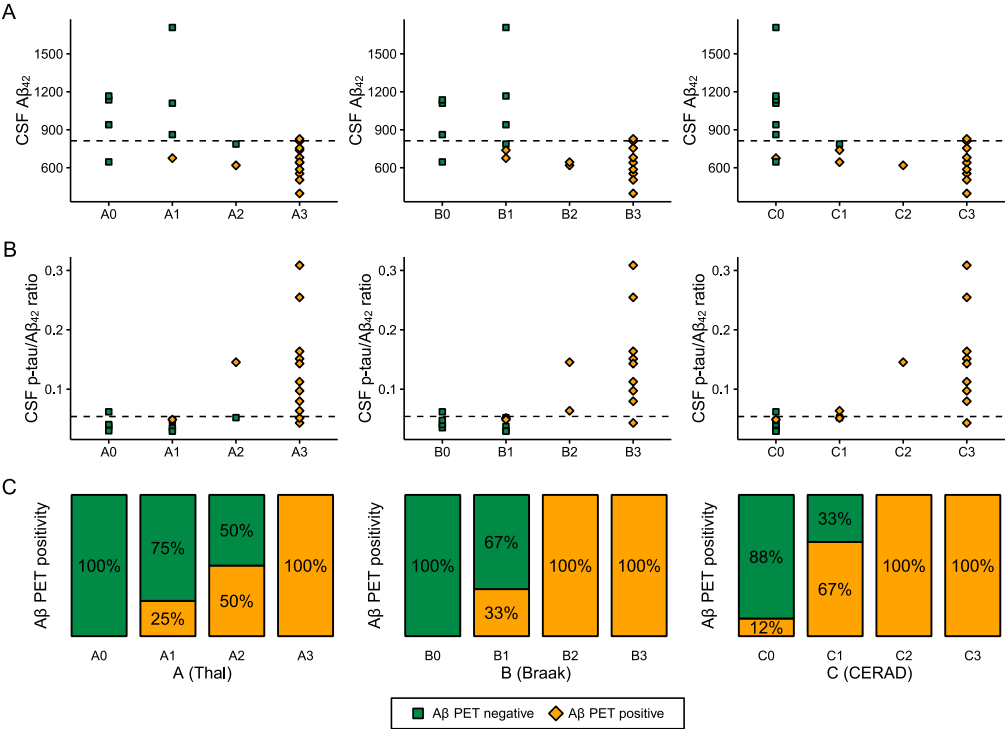 A
CSF Aβ42
1500
1200
900
600
A0 A1 A2 A3
CSF Aβ42
1500
1200
900
600
B0 B1 B2 B3
CSF Aβ42
1500
1200
900
600
C0 C1 C2 C3
B
CSF p-tau/Aβ42 ratio
0.3
0.2
0.1
A0 A1 A2 A3
CSF p-tau/Aβ42 ratio
0.3
0.2
0.1
B0 B1 B2 B3
CSF p-tau/Aβ42 ratio
0.3
0.2
0.1
C0 C1 C2 C3
C
Aβ PET positivity
100%
75%
25%
50%
50%
100%
A0 A1 A2 A3
A (Thal)
Aβ PET positivity
100%
67%
33%
100%
100%
B0 B1 B2 B3
B (Braak)
Aβ PET positivity
88%
12%
33%
67%
100%
100%
C0 C1 C2 C3
C (CERAD)
Aβ PET negative Aβ PET positive